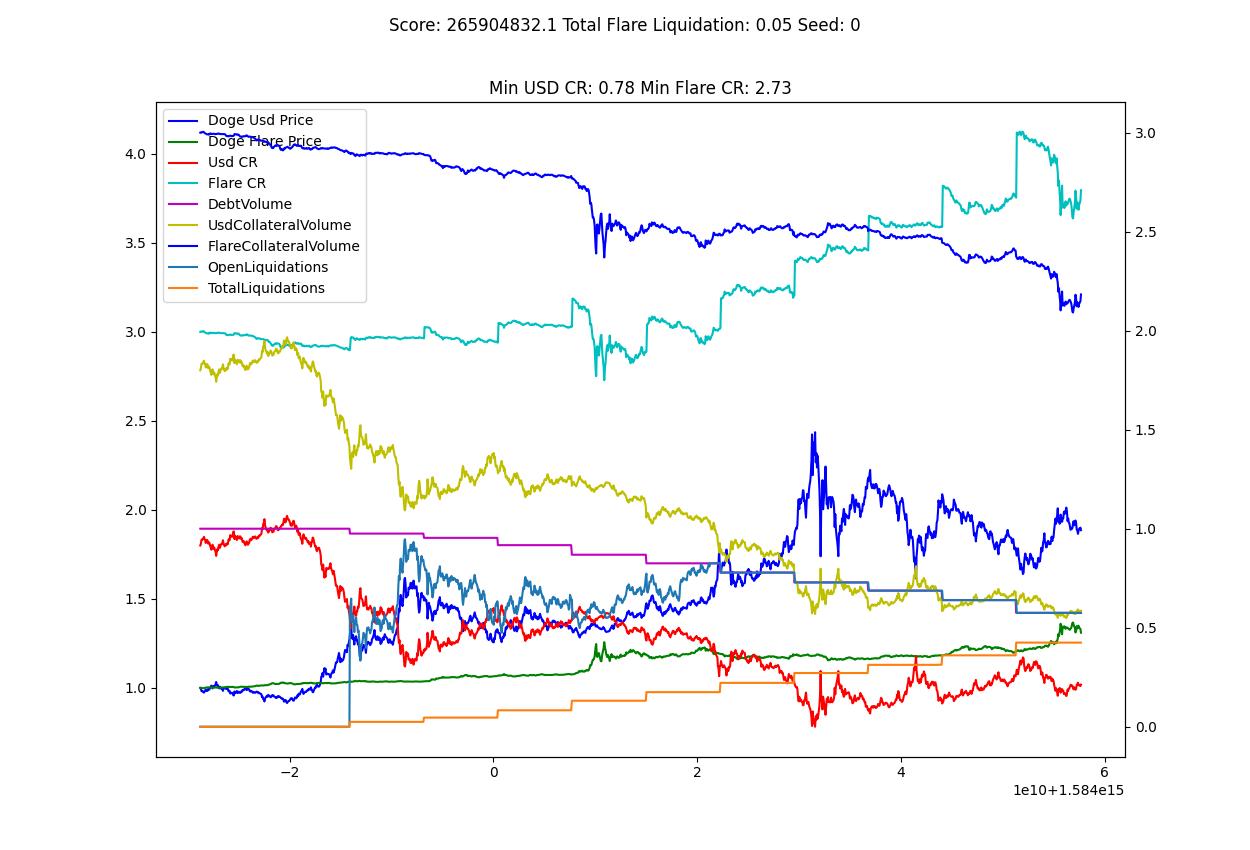 Score: 265904832.1 Total Flare Liquidation: 0.05 Seed: 0
Min USD CR: 0.78 Min Flare CR: 2.73
Doge Usd Price
Doge Flare Price
Usd CR
Flare CR
DebtVolume
UsdCollateralVolume
FlareCollateralVolume
OpenLiquidations
TotalLiquidations
4.0
3.5
3.0
2.5
2.0
1.5
1.0
3.0
2.5
2.0
1.5
1.0
0.5
0.0
−2
0
2
4
6
1e10+1.584e15